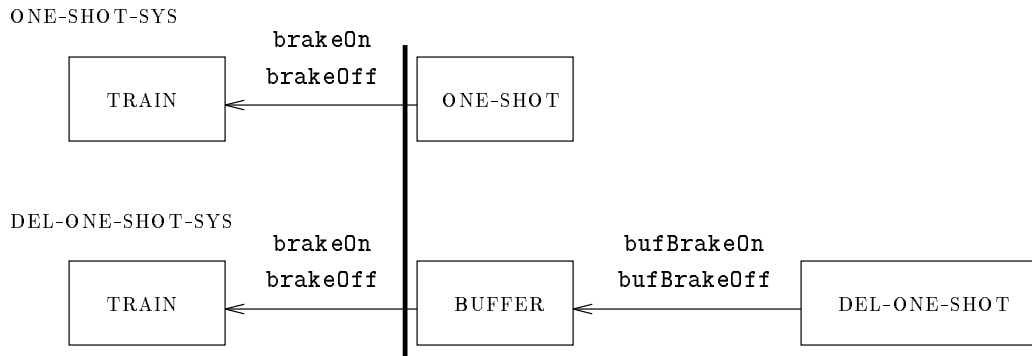 ONE-SHOT-SYS
brakeOn
brakeOff
TRAIN
ONE-SHOT
DEL-ONE-SHOT-SYS
brakeOn
bufBrakeOn
brakeOff
bufBrakeOff
TRAIN
BUFFER
DEL-ONE-SHOT